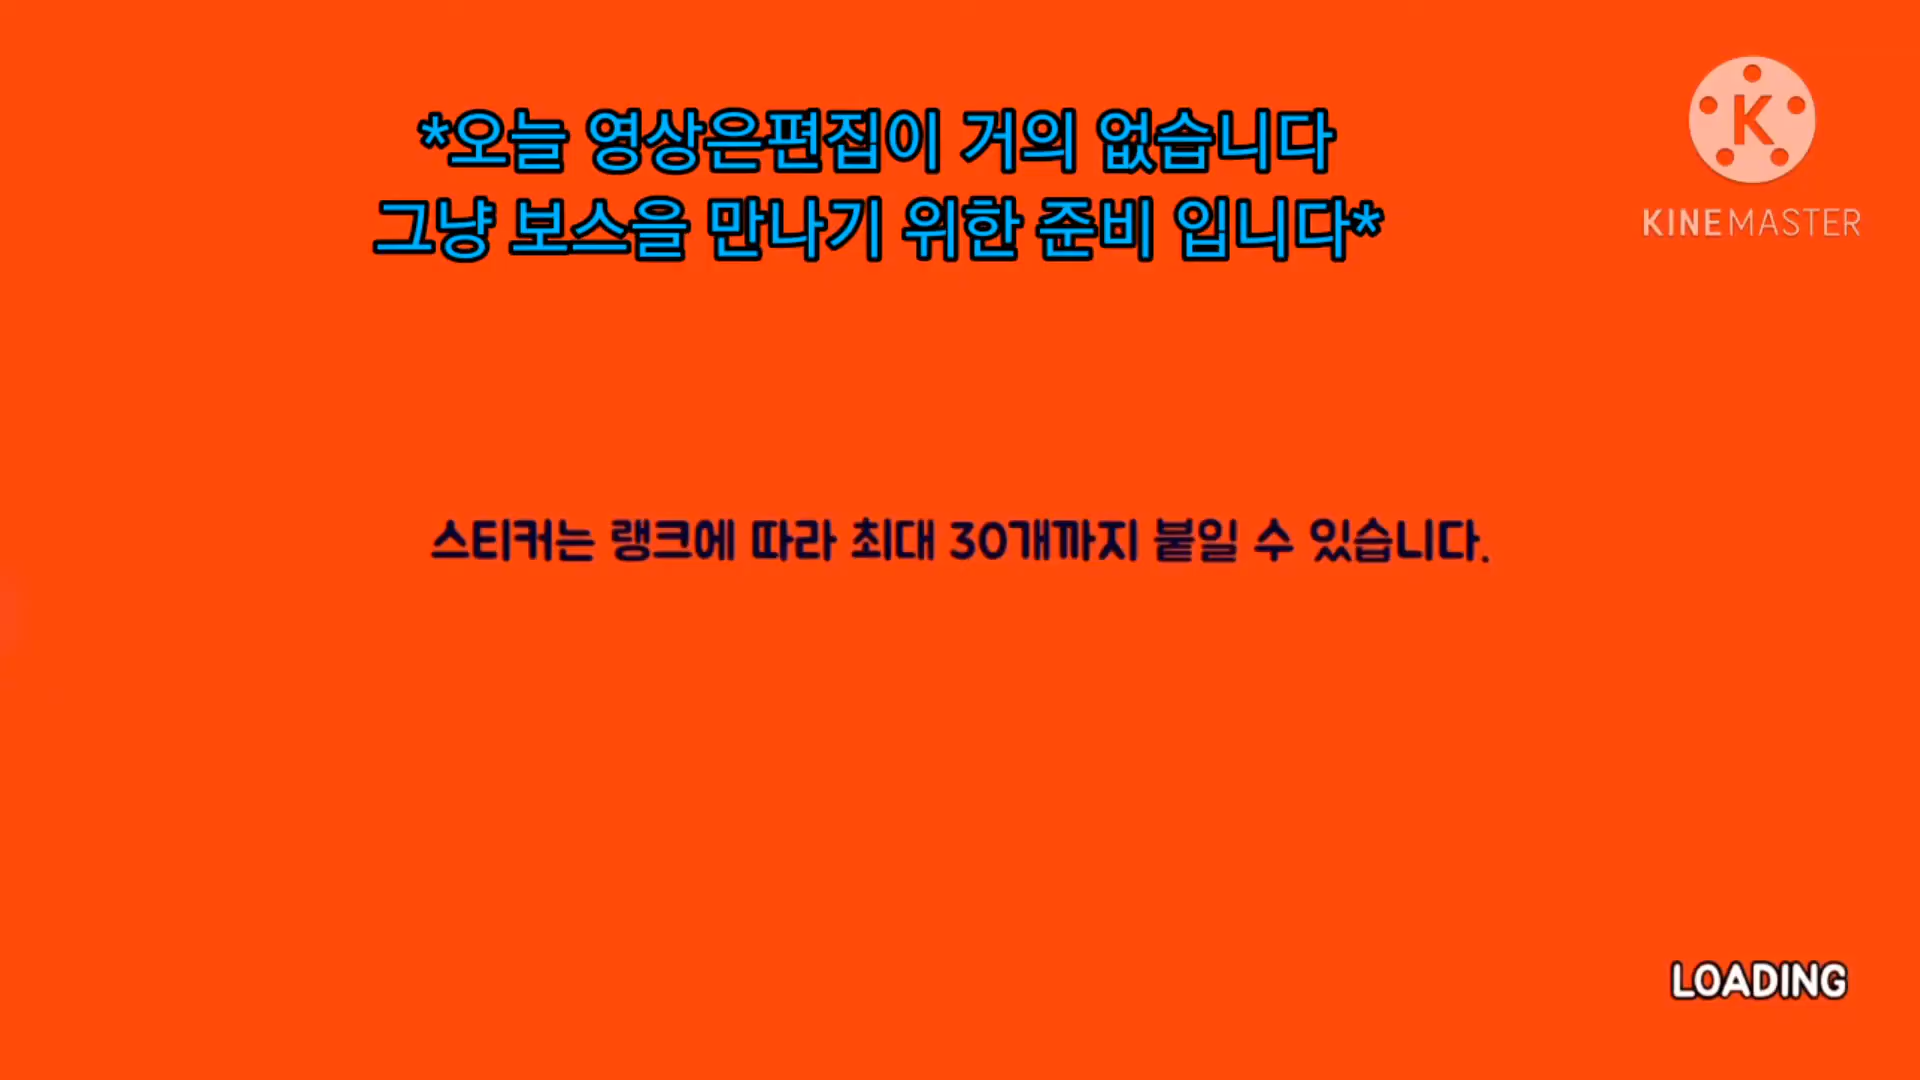 *오늘 영상은편집이 거의 없습니다
그냥 보스을 만나기 위한 준비 입니다*
K
KINEMASTER
스티커는 랭크에 따라 최대 30개까지 붙일 수 있습니다.
LOADING